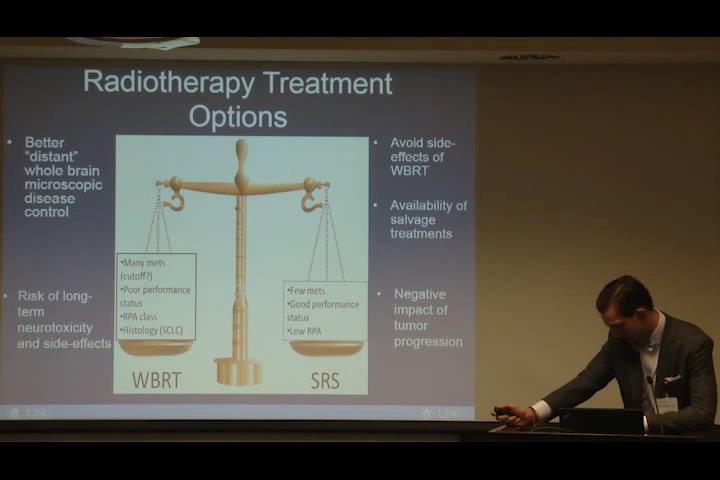 Radiotherapy Treatment
Options
• Better
"distant"
whole brain
microscopic
disease
control
• Risk of long-
term
neurotoxicity
and side-effects
•Many mets
(cutoff?)
•Poor performance
status
•RPA class
•Histology (SCLC)
WBRT
•Few mets
•Good performance
status
•Low RPA
SRS
• Avoid side-
effects of
WBRT
• Availability of
salvage
treatments
• Negative
impact of
tumor
progression
UNC
UNC